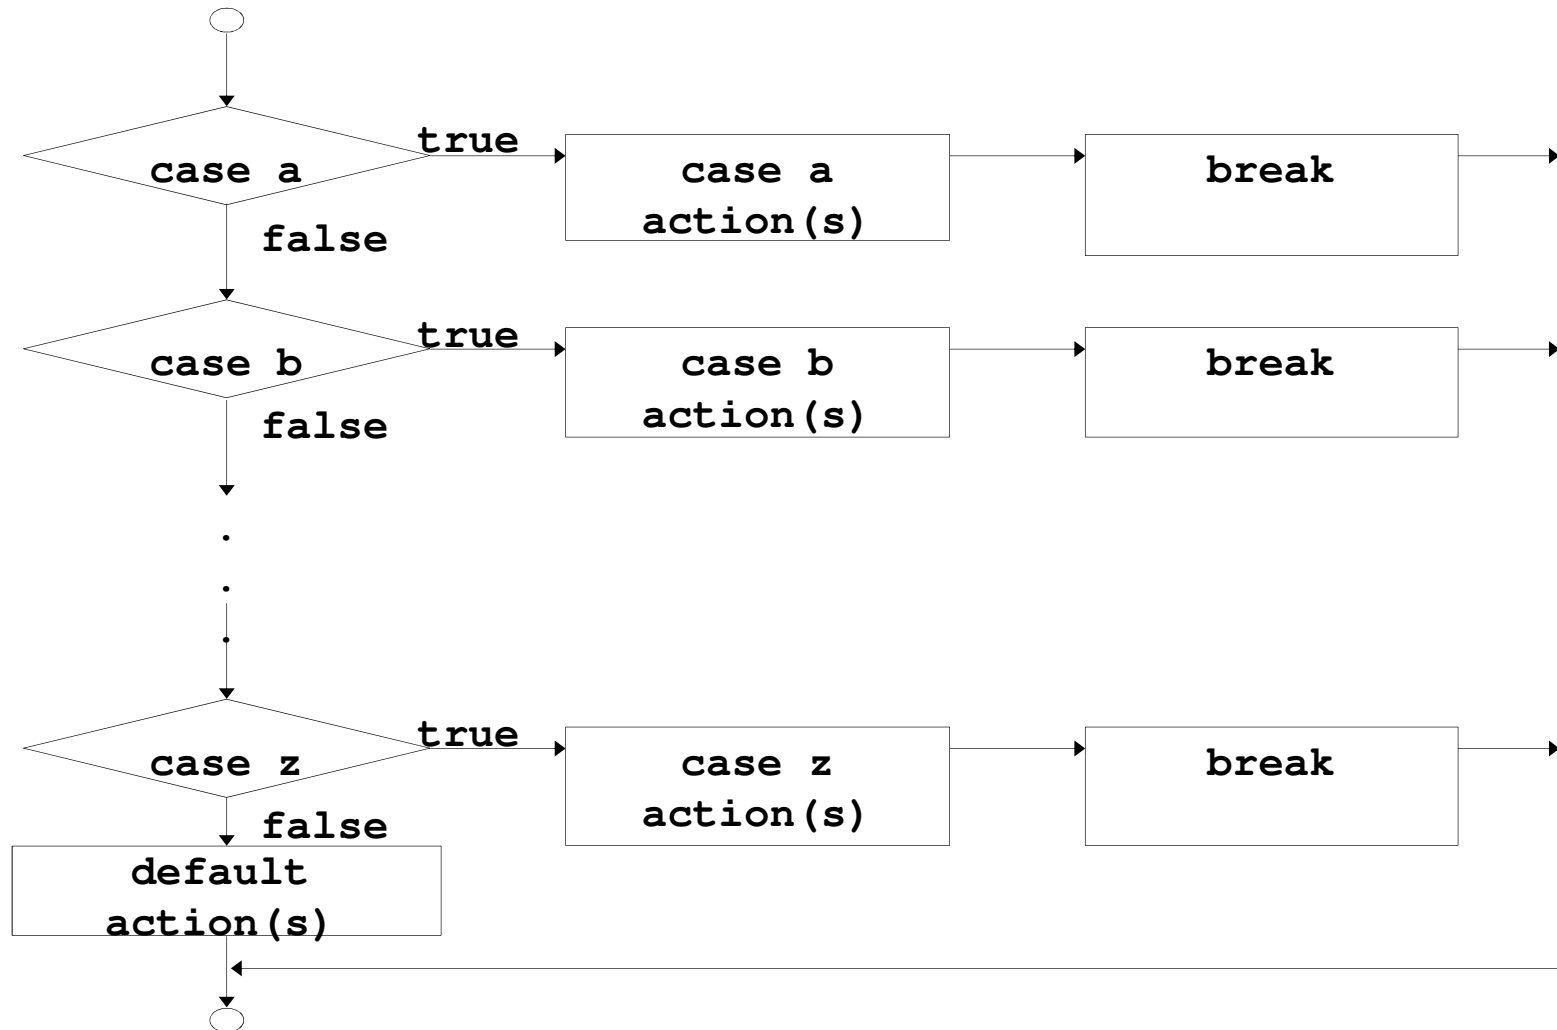 true
case a
case a
action(s)
break
false
true
case b
case b
action(s)
break
false
.
.
.
true
case z
case z
action(s)
break
false
default
action(s)